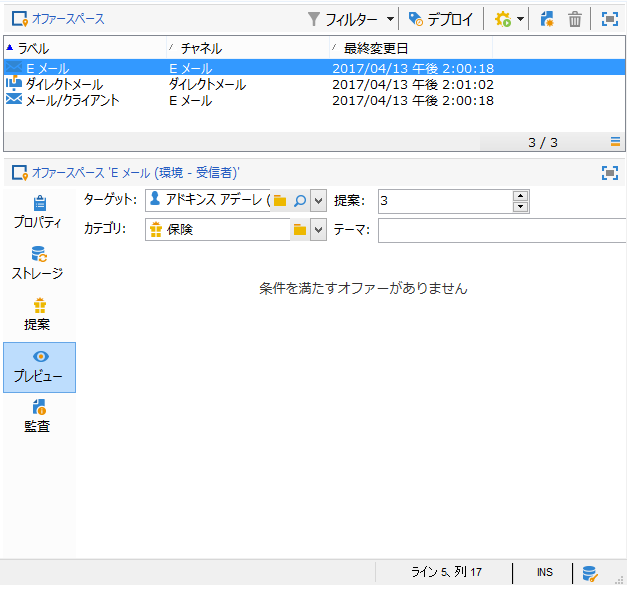 オファースペース
フィルター デプロイ
ラベル チャネル 最終変更日
E メール E メール 2017/04/13 午後 2:00:18
ダイレクトメール ダイレクトメール 2017/04/13 午後 2:01:02
メール/クライアント E メール 2017/04/13 午後 2:00:18
3 / 3
オファースペース 'E メール (環境 - 受信者)'
プロパティ
ストレージ
提案
プレビュー
監査
ターゲット: アドキンス アデーレ ( 提案: 3
カテゴリ: 保険 テーマ:
条件を満たすオファーがありません
ライン 5、列 17 INS